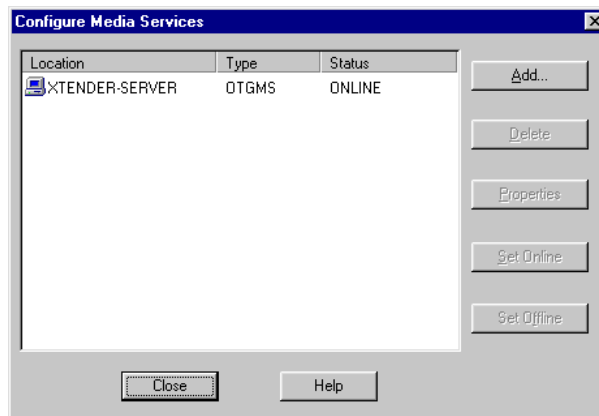 Configure Media Services
Location Type Status
XTENDER-SERVER OTGMS ONLINE
Add...
Delete
Properties
Set Online
Set Offline
Close Help